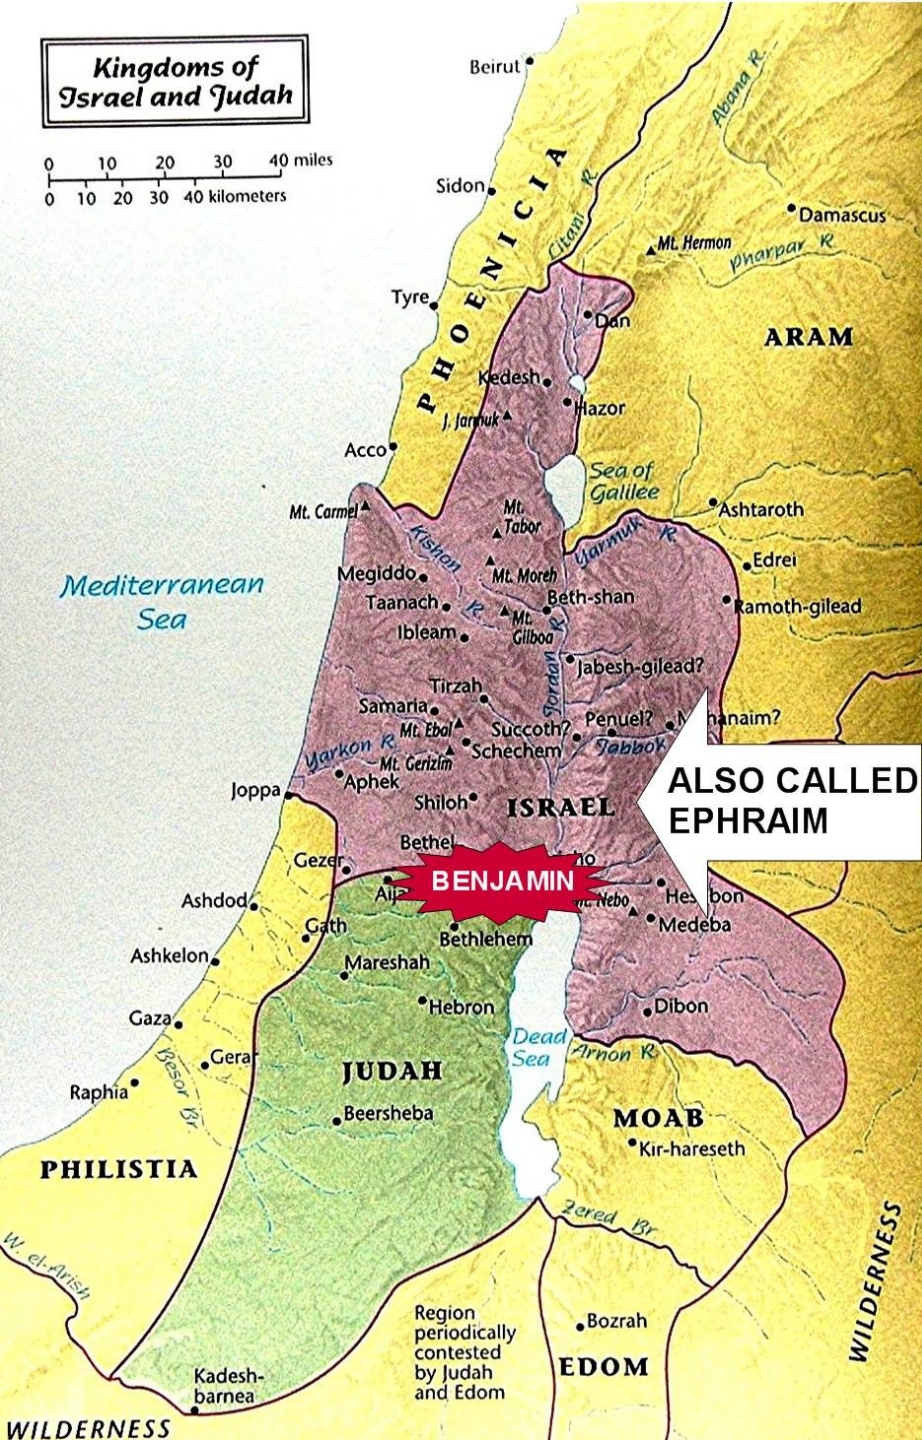 Kingdoms of
Israel and Judah
0 10 20 30 40 miles
0 10 20 30 40 kilometers
Beirut
Abana R.
Sidon
PHOENICIA
Litani R
Damascus
Mt. Hermon
Pharpar R
Tyre
Dan
ARAM
Kedesh
Hazor
J. Jarmuk
Acco
Sea of
Galilee
Mt. Carmel
Mt.
Tabor
Ashtaroth
Kishon R.
Yarmuk R
Edrei
Mediterranean
Sea
Megiddo
Mt. Moreh
Taanach
Beth-shan
Ramoth-gilead
Mt.
Gilboa
Ibleam
Jordan R
Jabesh-gilead?
Tirzah
Samaria
Mt. Ebal
Succoth?
Penuel?
M hanaim?
Yarkon R.
Mt. Gerizim
Schechem
Jabbok
Aphek
Joppa
ALSO CALLED
EPHRAIM
Shiloh
ISRAEL
Bethel
ho
Gezer
BENJAMIN
Aija
Hes bon
Mt. Nebo
Ashdod
Gath
Medeba
Bethlehem
Ashkelon
Mareshah
Hebron
Dibon
Gaza
Dead
Sea
Arnon R.
Gerar
Besor Br.
JUDAH
Raphia
Beersheba
MOAB
Kir-hareseth
PHILISTIA
Zered Br
W. el-Arish
WILDERNESS
Region
periodically
contested
by Judah
and Edom
Bozrah
EDOM
Kadesh-
barnea
WILDERNESS